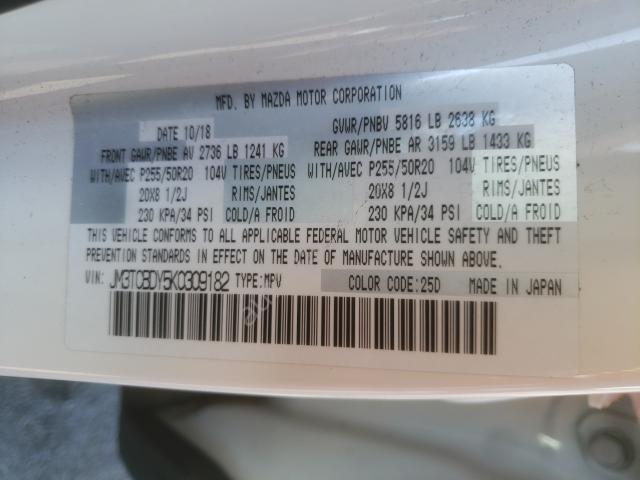 MFD. BY MAZDA MOTOR CORPORATION
DATE 10/18 GVWR/PNBV 5816 LB 2638 KG
FRONT GAWR/PNBE AV 2736 LB 1241 KG REAR GAWR/PNBE AR 3159 LB 1433 KG
WITH/AVEC P255/50R20 104V TIRES/PNEUS WITH/AVEC P255/50R20 104V TIRES/PNEUS
20X8 1/2J RIMS/JANTES 20X8 1/2J RIMS/JANTES
230 KPA/34 PSI COLD/A FROID 230 KPA/34 PSI COLD/A FROID
THIS VEHICLE CONFORMS TO ALL APPLICABLE FEDERAL MOTOR VEHICLE SAFETY AND THEFT
PREVENTION STANDARDS IN EFFECT ON THE DATE OF MANUFACTURE SHOWN ABOVE.
VIN: JM3TCBDY5K0309182 TYPE:MPV COLOR CODE:25D MADE IN JAPAN